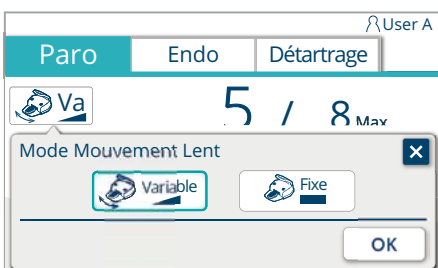 User A
Paro Endo Détartrage
Va 5 / 8 Max
Mode Mouvement Lent
Variable Fixe
OK